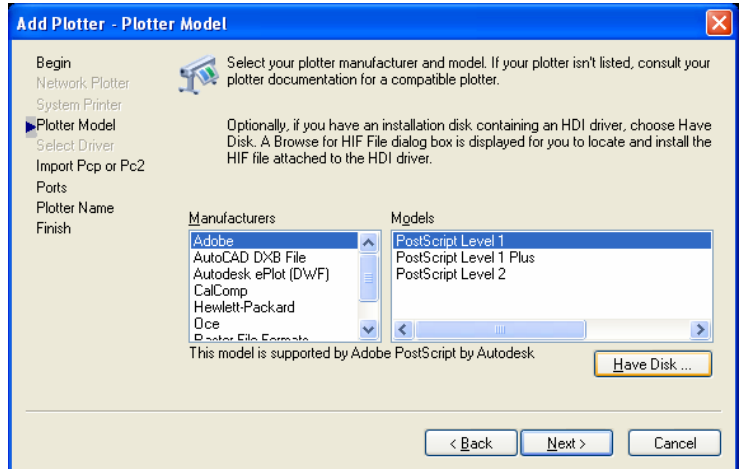 Add Plotter - Plotter Model
Begin
Network Plotter
System Printer
Plotter Model
Select Driver
Import Pcp or Pc2
Ports
Plotter Name
Finish
Select your plotter manufacturer and model. If your plotter isn't listed, consult your
plotter documentation for a compatible plotter.
Optionally, if you have an installation disk containing an HDI driver, choose Have
Disk. A Browse for HIF File dialog box is displayed for you to locate and install the
HIF file attached to the HDI driver.
Manufacturers
Adobe
AutoCAD DXB File
Autodesk ePlot (DWF)
CalComp
Hewlett-Packard
Oce
Raster File Formats
Models
PostScript Level 1
PostScript Level 1 Plus
PostScript Level 2
This model is supported by Adobe PostScript by Autodesk
Have Disk ...
< Back
Next >
Cancel